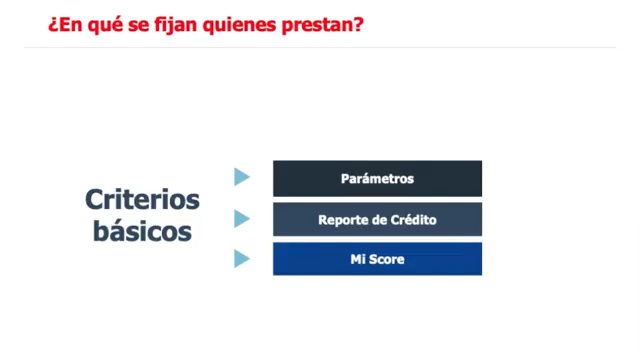 ¿En qué se fijan quienes prestan?
Criterios
básicos
Parámetros
Reporte de Crédito
Mi Score